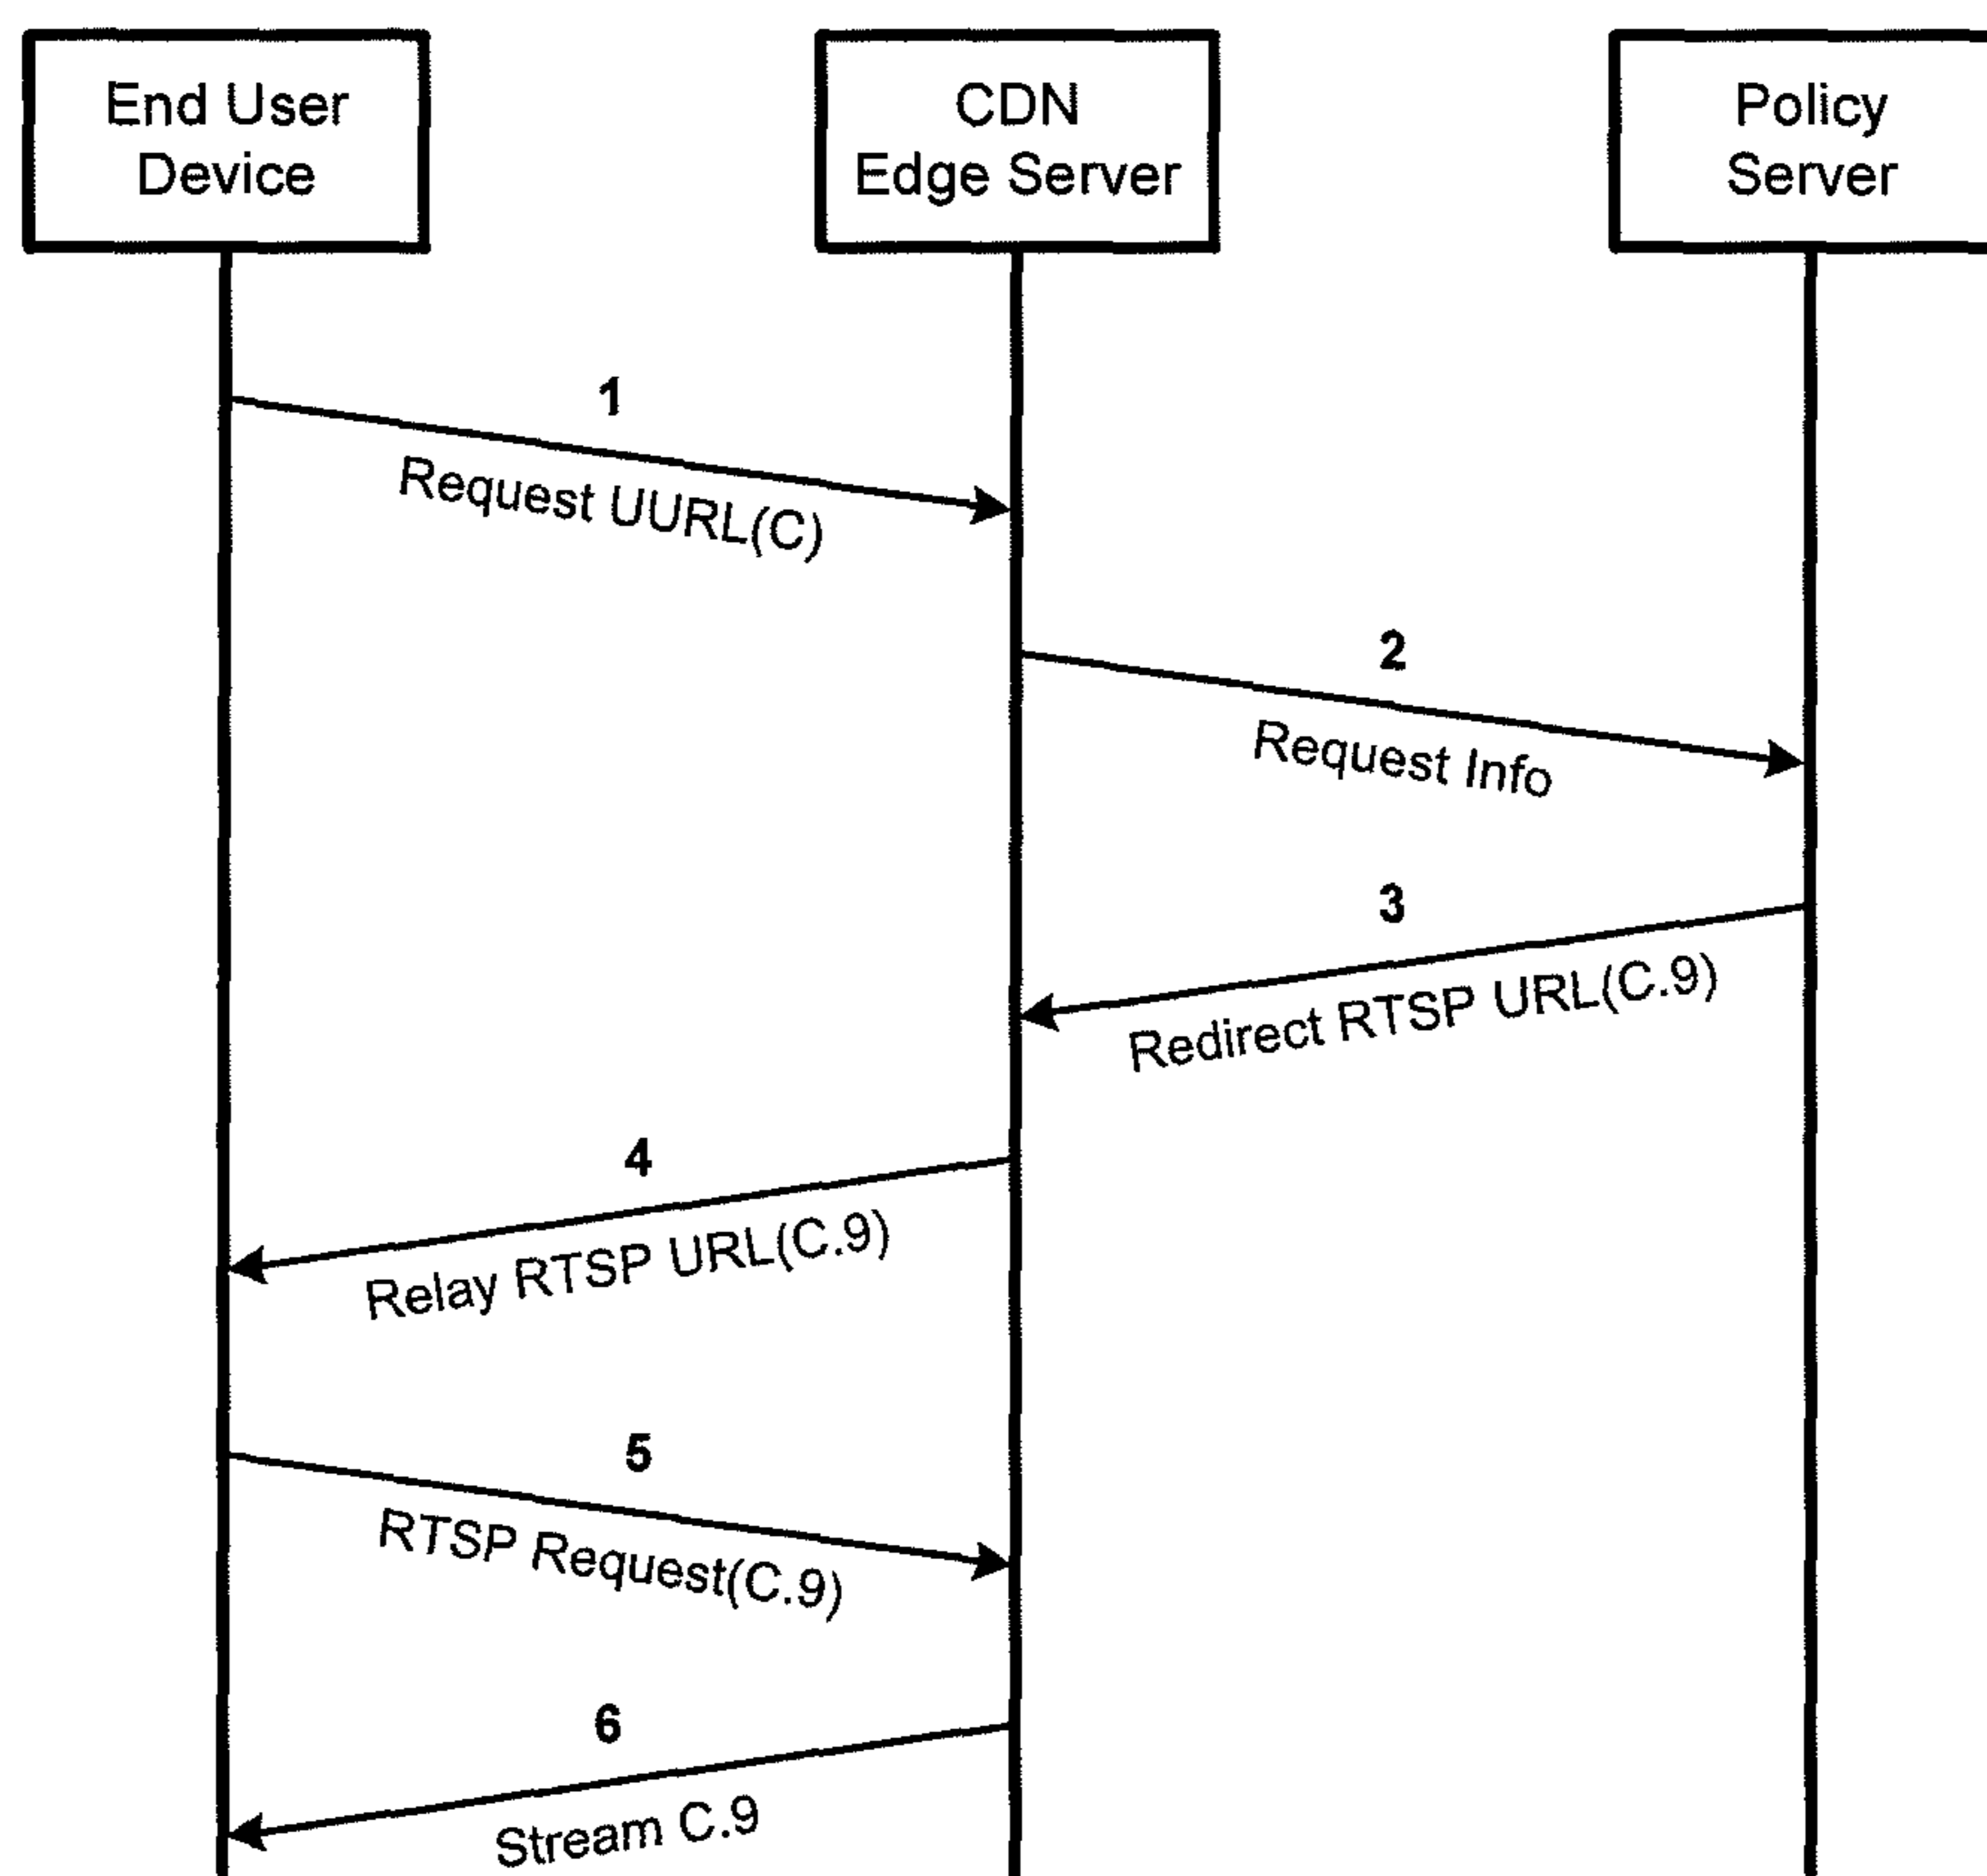 End User
Device
CDN
Edge Server
Policy
Server
1
Request UURL(C)
2
Request Info
3
Redirect RTSP URL(C.9)
4
Relay RTSP URL(C.9)
5
RTSP Request(C.9)
6
Stream C.9